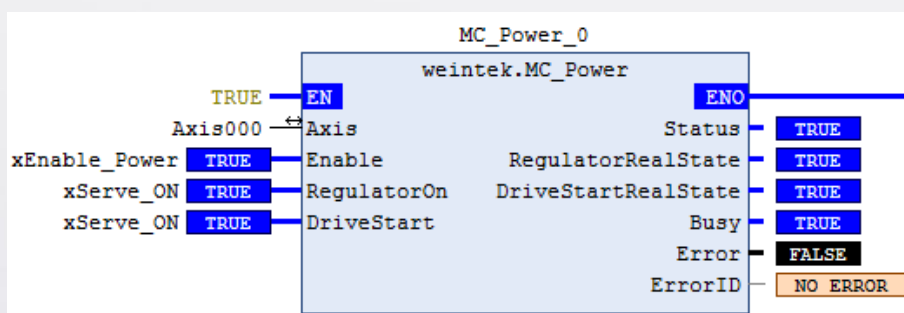 MC_Power_0
weintek.MC_Power
TRUE EN ENO
Axis000 Axis Status TRUE
xEnable_Power TRUE Enable RegulatorRealState TRUE
xServe_ON TRUE RegulatorOn DriveStartRealState TRUE
xServe_ON TRUE DriveStart Busy TRUE
Error FALSE
ErrorID NO ERROR